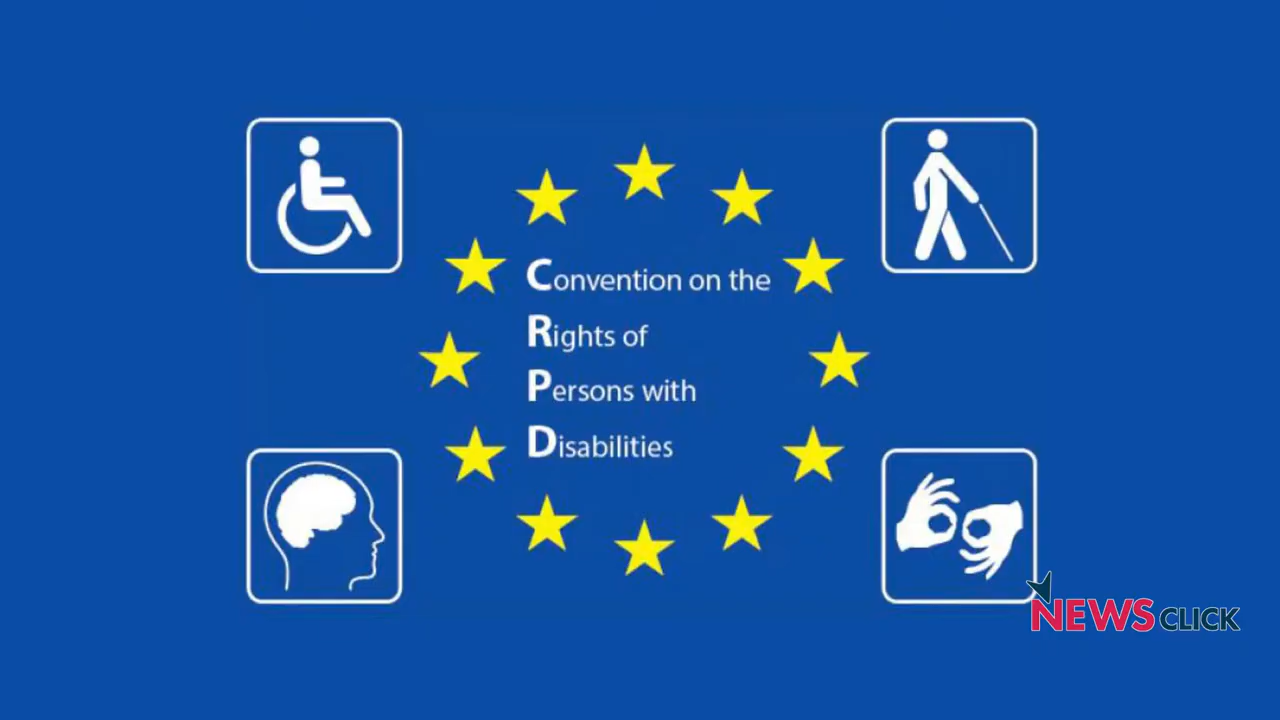 Convention on the
Rights of
Persons with
Disabilities
NEWSCLICK